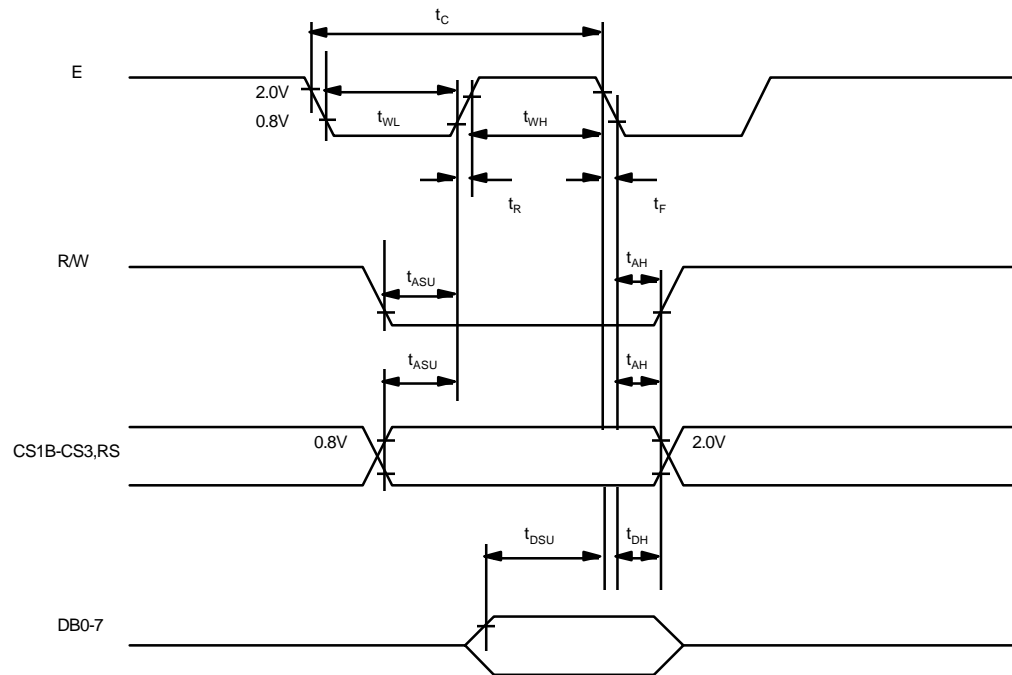 tC
E
2.0V
0.8V
tWL
tWH
tR
tF
R/W
tASU
tAH
tASU
tAH
0.8V
2.0V
CS1B-CS3,RS
tDSU
tDH
DB0-7